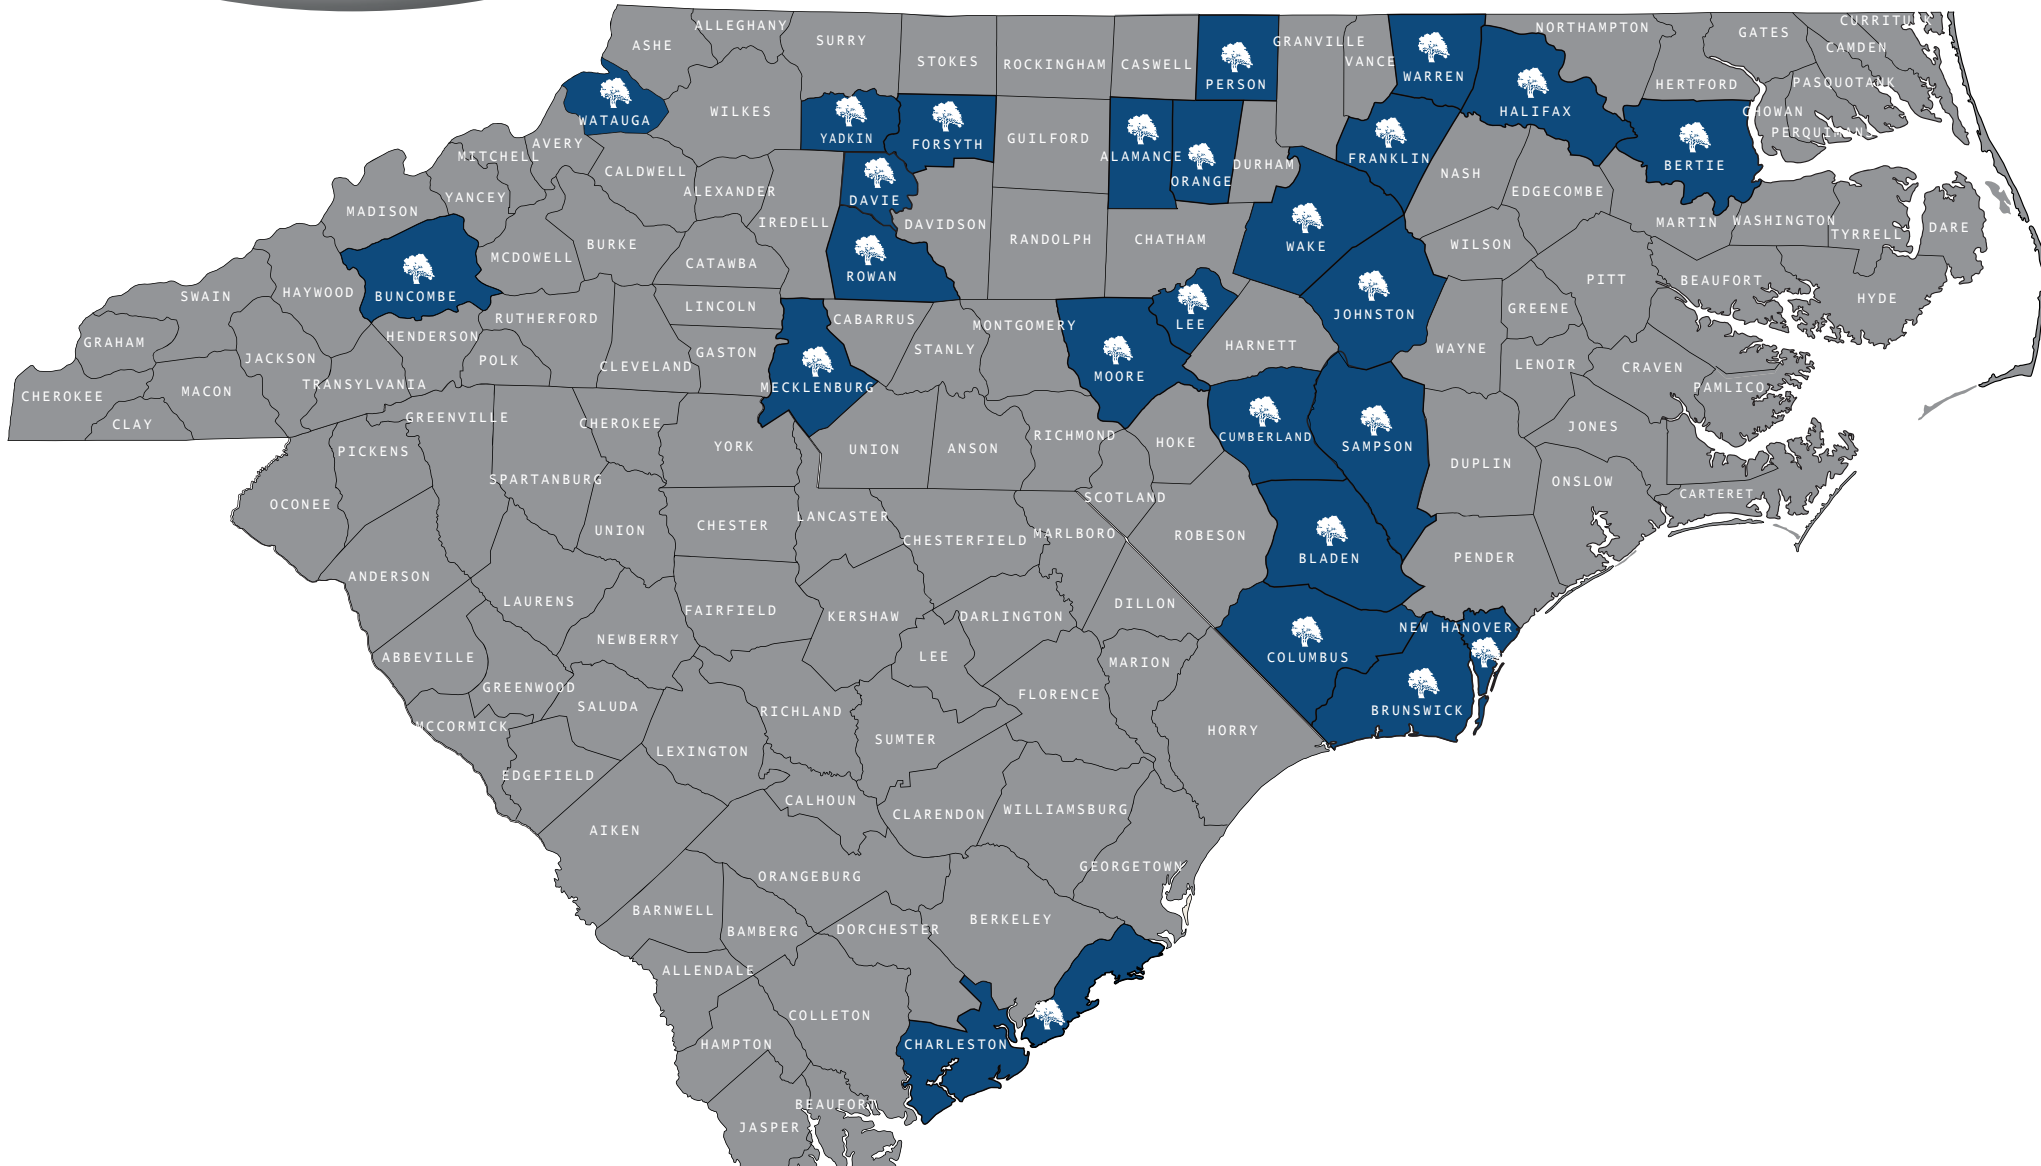 ALLEGHANY
ASHE
SURRY
STOKES
ROCKINGHAM
CASWELL
PERSON
GRANVILLE
VANCE
WARREN
NORTHAMPTON
HALIFAX
HERTFORD
GATES
CAMDEN
PASQUOTANK
CHOWAN
WATAUGA
WILKES
YADKIN
FORSYTH
GUILFORD
ALAMANCE
ORANGE
DURHAM
FRANKLIN
NASH
EDGECOMBE
BERTIE
MITCHELL
AVERY
CALDWELL
ALEXANDER
DAVIE
IREDELL
DAVIDSON
RANDOLPH
CHATHAM
WAKE
WILSON
MARTIN
WASHINGTON
TYRRELL
DARE
MADISON
YANCEY
BUNCOMBE
MCDOWELL
BURKE
CATAWBA
ROWAN
JOHNSTON
PITT
BEAUFORT
HYDE
SWAIN
HAYWOOD
HENDERSON
RUTHERFORD
LINCOLN
CABARRUS
MONTGOMERY
LEE
HARNETT
WAYNE
GREENE
GRAHAM
JACKSON
POLK
CLEVELAND
GASTON
STANLY
MOORE
LENOIR
CRAVEN
PAMLICO
CHEROKEE
CLAY
MACON
TRANSYLVANIA
MECKLENBURG
UNION
ANSON
RICHMOND
HOKE
CUMBERLAND
SAMPSON
DUPLIN
JONES
ONSLOW
CARTERET
SCOTLAND
ROBESON
BLADEN
PENDER
COLUMBUS
NEW HANOVER
BRUNSWICK
GREENVILLE
CHEROKEE
PICKENS
YORK
OCONEE
SPARTANBURG
UNION
CHESTER
LANCASTER
CHESTERFIELD
MARLBORO
ANDERSON
LAURENS
FAIRFIELD
KERSHAW
DARLINGTON
DILLON
ABBEVILLE
NEWBERRY
LEE
FLORENCE
MARION
GREENWOOD
SALUDA
RICHLAND
SUMTER
HORRY
MCCORMICK
EDGEFIELD
LEXINGTON
CALHOUN
CLARENDON
WILLIAMSBURG
AIKEN
ORANGEBURG
GEORGETOWN
BARNWELL
BAMBERG
DORCHESTER
BERKELEY
ALLENDALE
COLLETON
CHARLESTON
HAMPTON
BEAUFORT
JASPER